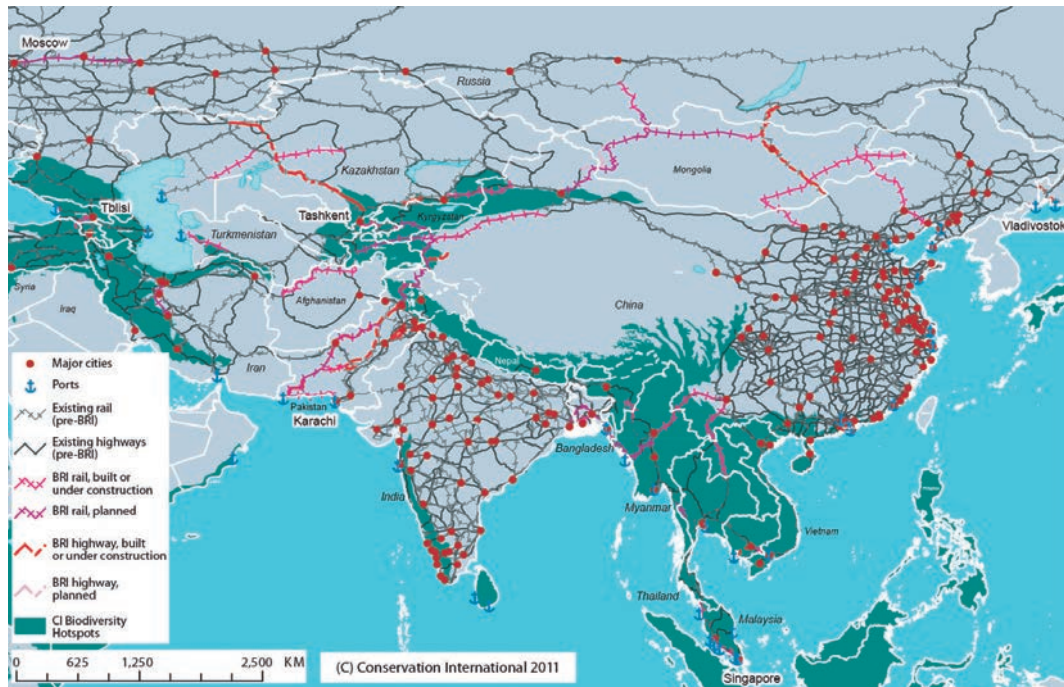 Moscow
Russia
Kazakhstan
Mongolia
Tblisi
Tashkent
Kyrgyzstan
Vladivostok
Turkmenistan
Syria
Iraq
Afghanistan
China
Iran
Nepal
Pakistan
Karachi
Bangladesh
India
Myanmar
Vietnam
Thailand
Malaysia
Singapore
Major cities
Ports
Existing rail
(pre-BRI)
Existing highways
(pre-BRI)
BRI rail, built or
under construction
BRI rail, planned
BRI highway, built
or under construction
BRI highway,
planned
CI Biodiversity
Hotspots
0 625 1,250 2,500 KM
(C) Conservation International 2011